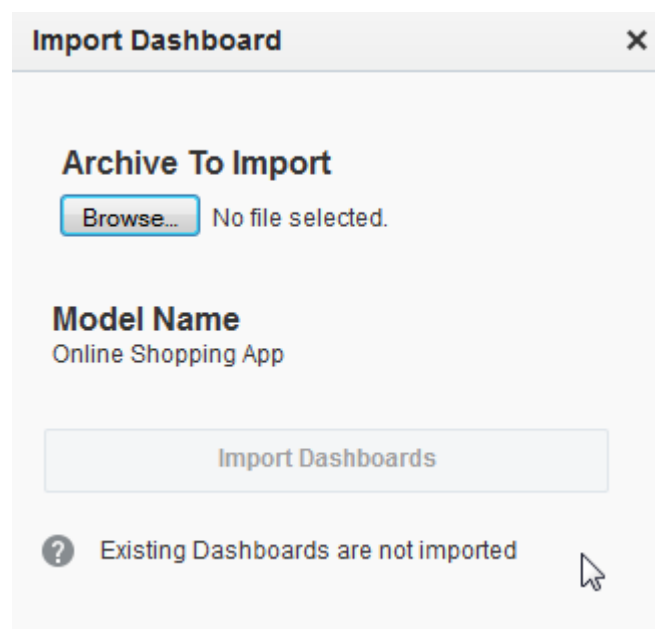 Import Dashboard
Archive To Import
Browse... No file selected.
Model Name
Online Shopping App
Import Dashboards
Existing Dashboards are not imported